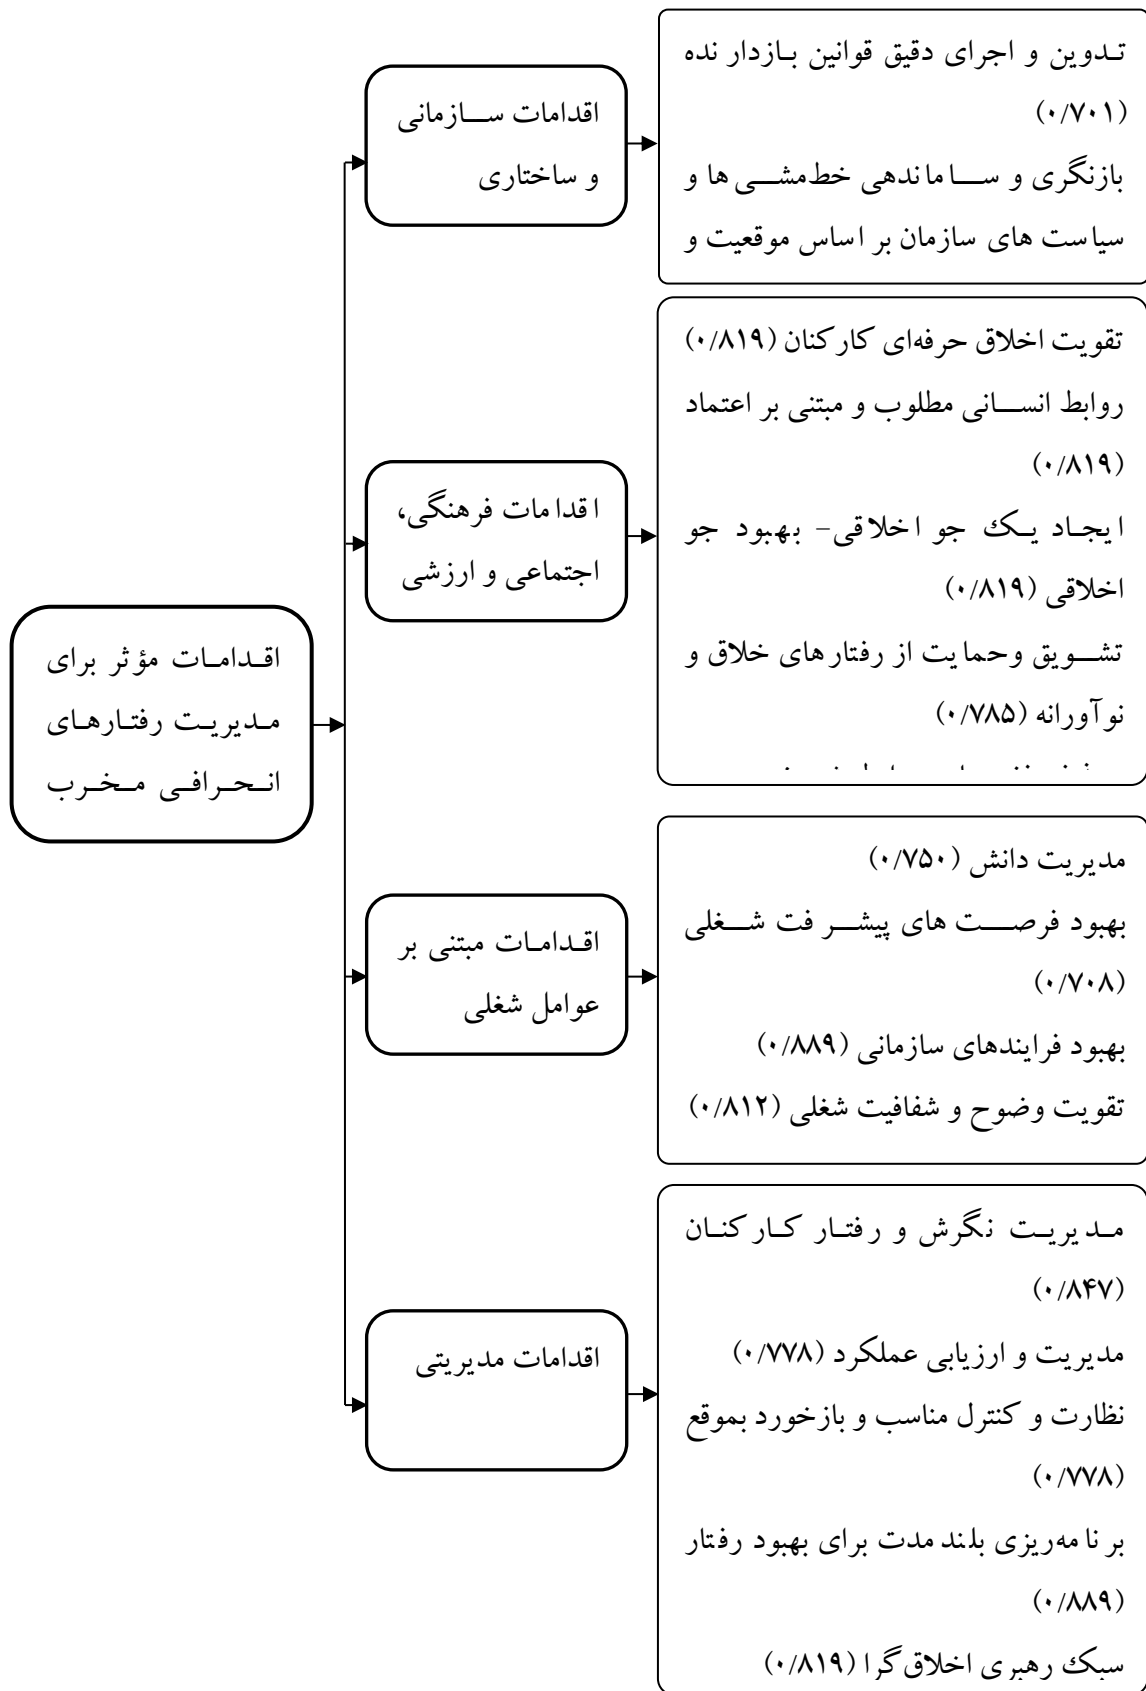 اقدامات مؤثر برای
مدیریت رفتارهای
انحرافی مخرب
اقدامات سازمانی
و ساختاری
تدوین و اجرای دقیق قوانین بازدار نده
(۰/۷۰۱)
بازنگری و ساماندهی خط‌مشی ها و
سیاست های سازمان بر اساس موقعیت و
اقدامات فرهنگی،
اجتماعی و ارزشی
تقویت اخلاق حرفه‌ای کارکنان (۰/۸۱۹)
روابط انسانی مطلوب و مبتنی بر اعتماد
(۰/۸۱۹)
ایجاد یک جو اخلاقی- بهبود جو
اخلاقی (۰/۸۱۹)
تشویق وحمایت از رفتارهای خلاق و
نوآورانه (۰/۷۸۵)
اقدامات مبتنی بر
عوامل شغلی
مدیریت دانش (۰/۷۵۰)
بهبود فرصت های پیشرفت شغلی
(۰/۷۰۸)
بهبود فرایندهای سازمانی (۰/۸۸۹)
تقویت وضوح و شفافیت شغلی (۰/۸۱۲)
اقدامات مدیریتی
مدیریت نگرش و رفتار کارکنان
(۰/۸۴۷)
مدیریت و ارزیابی عملکرد (۰/۷۷۸)
نظارت و کنترل مناسب و بازخورد بموقع
(۰/۷۷۸)
برنامه‌ریزی بلندمدت برای بهبود رفتار
(۰/۸۸۹)
سبک رهبری اخلاق‌گرا (۰/۸۱۹)